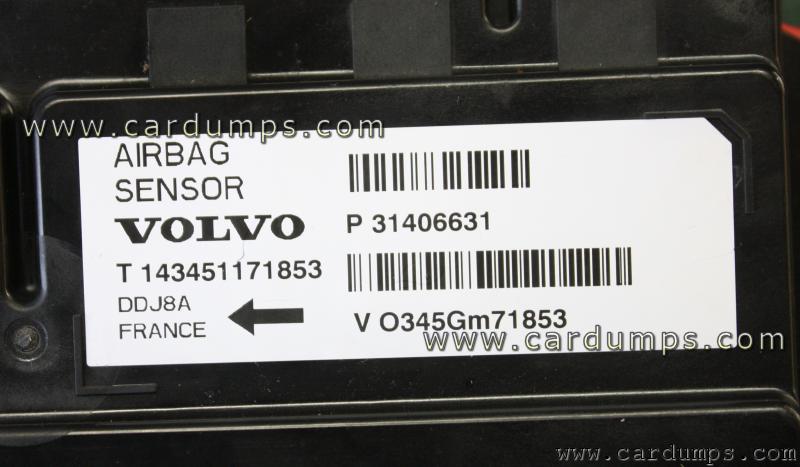 www.cardumps.com
AIRBAG
SENSOR
VOLVO
P 31406631
T 143451171853
DDJ8A
FRANCE
V O345Gm71853
www.cardumps.com
www.cardumps.com